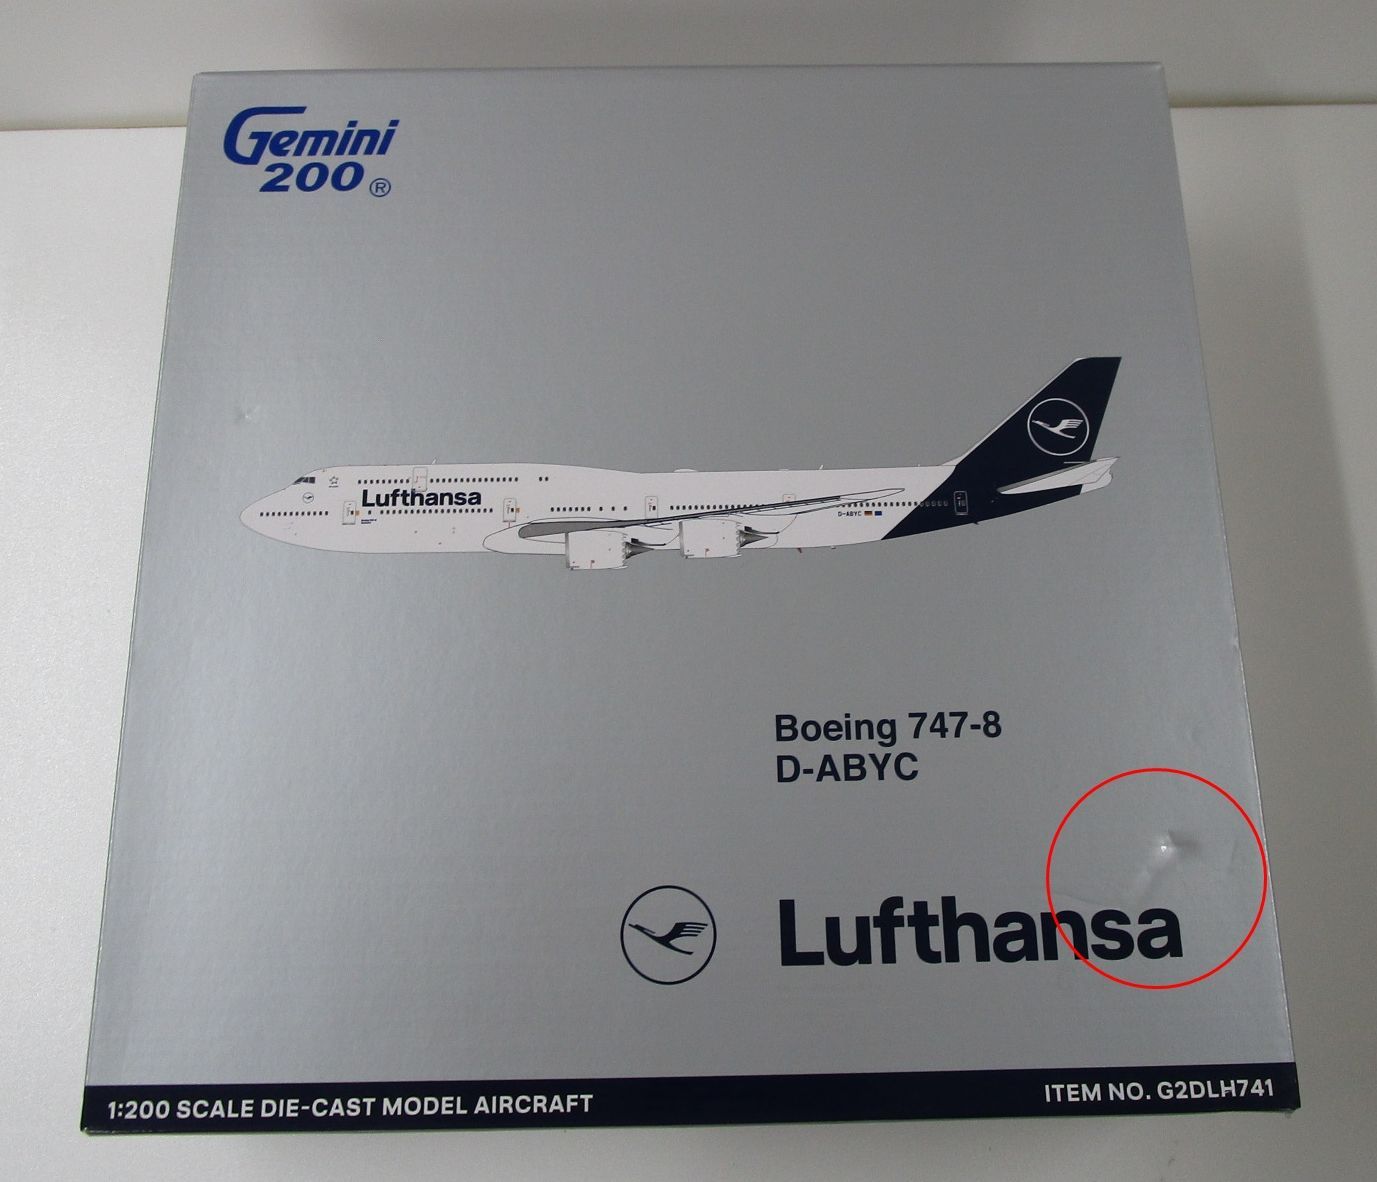 Gemini
200®
Lufthansa
D-ABYC
Boeing 747-8
D-ABYC
Lufthansa
1:200 SCALE DIE-CAST MODEL AIRCRAFT
ITEM NO. G2DLH741